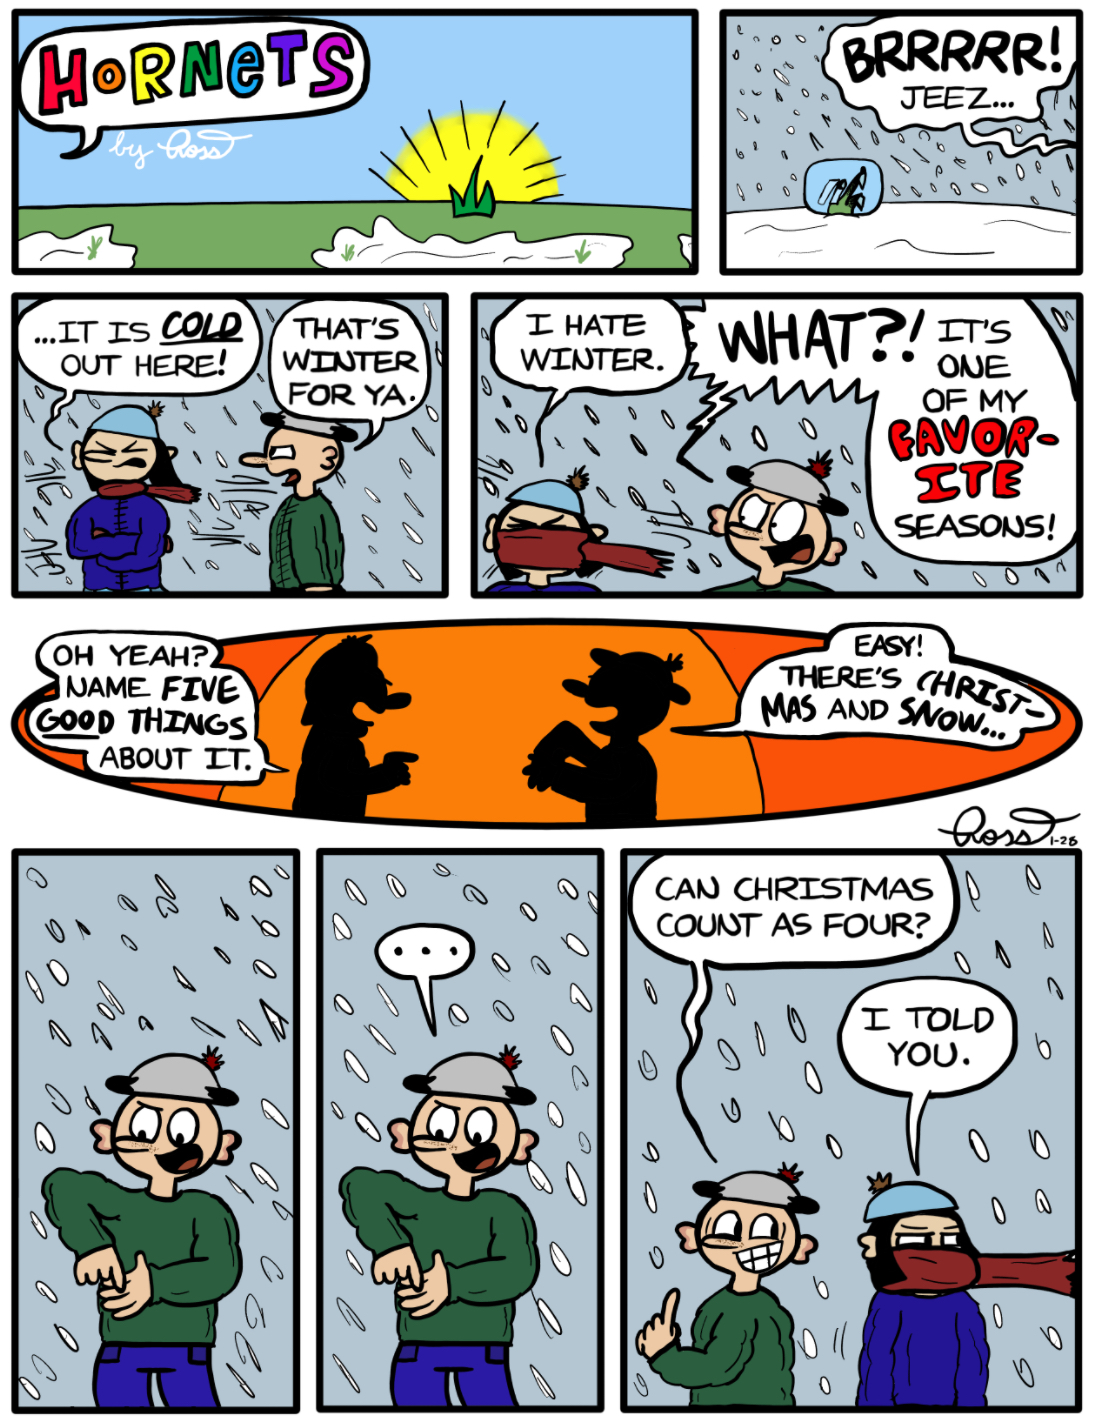 HORNETS
by Ross
BRRRRR!
JEEZ...
...IT IS COLD
OUT HERE!
THAT'S
WINTER
FOR YA.
I HATE
WINTER.
WHAT?! IT'S
ONE
OF MY
FAVOR-
ITE
SEASONS!
OH YEAH?
NAME FIVE
GOOD THINGS
ABOUT IT.
EASY!
THERE'S CHRIST-
MAS AND SNOW...
Ross 1-28
...
CAN CHRISTMAS
COUNT AS FOUR?
I TOLD
YOU.